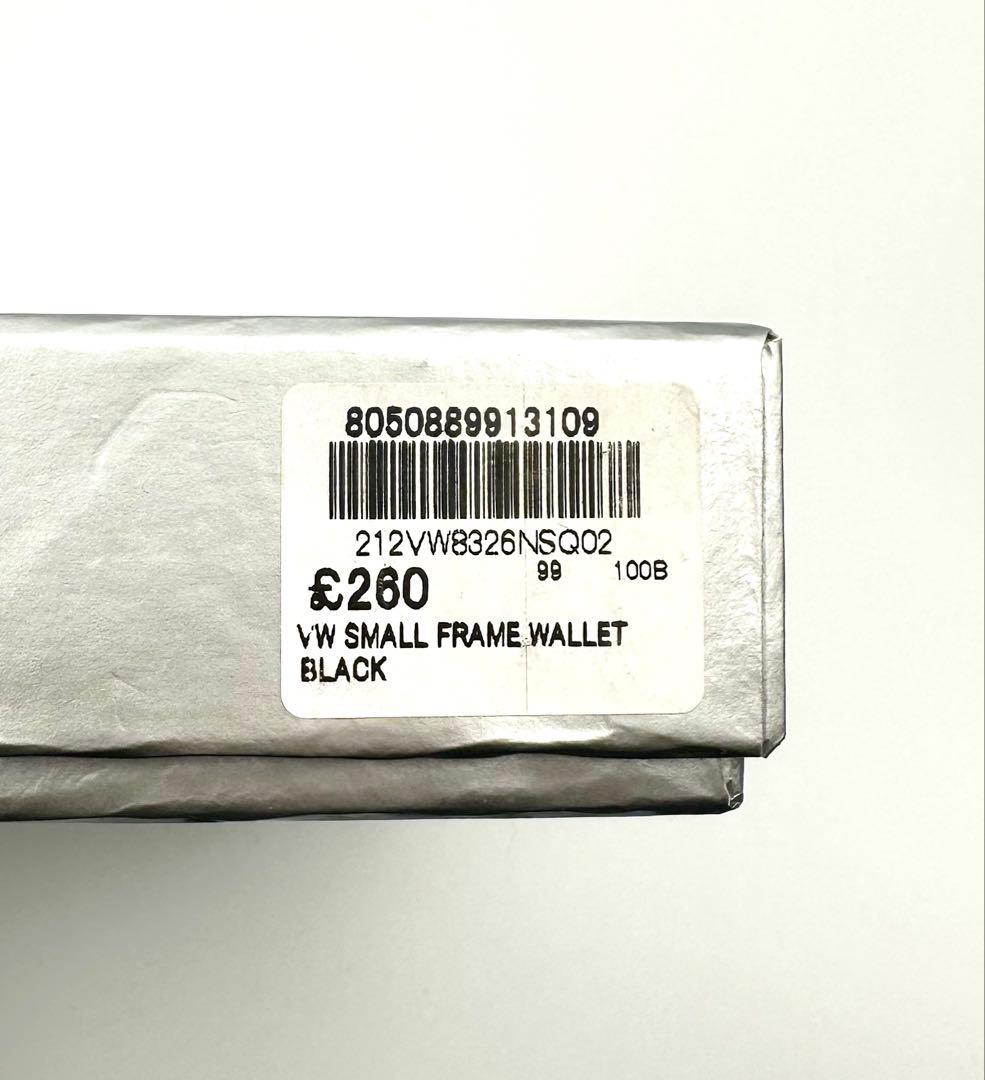 8050889913109
212VW8326NSQ02
99 100B
£260
VW SMALL FRAME WALLET
BLACK